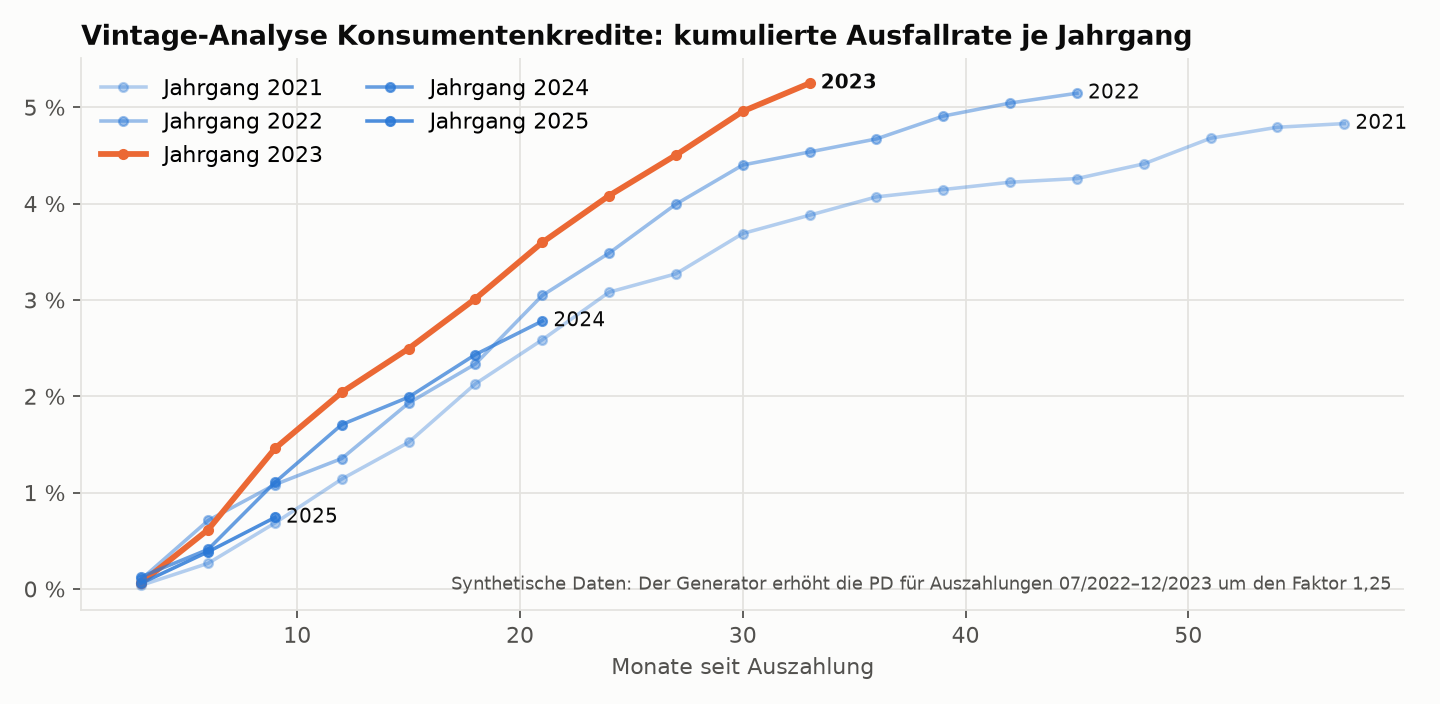 Vintage-Analyse Konsumentenkredite: kumulierte Ausfallrate je Jahrgang
Jahrgang 2021
Jahrgang 2022
Jahrgang 2023
Jahrgang 2024
Jahrgang 2025
2023
2022
2021
2024
2025
5 %
4 %
3 %
2 %
1 %
0 %
Synthetische Daten: Der Generator erhöht die PD für Auszahlungen 07/2022–12/2023 um den Faktor 1,25
10
20
30
40
50
Monate seit Auszahlung